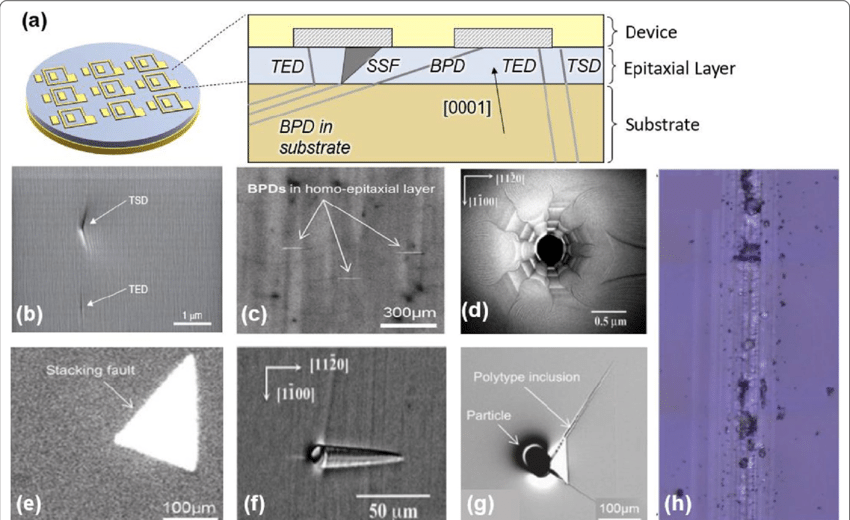 (a)
Device
TED SSF BPD TED TSD
Epitaxial Layer
[0001]
BPD in
substrate
Substrate
TSD
TED
(b)
1 μm
BPDs in homo-epitaxial layer
(c)
300μm
[112̄0]
[11̄00]
(d)
0.5 μm
Stacking fault
(e)
100μm
[112̄0]
[11̄00]
(f)
50 μm
Polytype inclusion
Particle
(g)
100μm
(h)